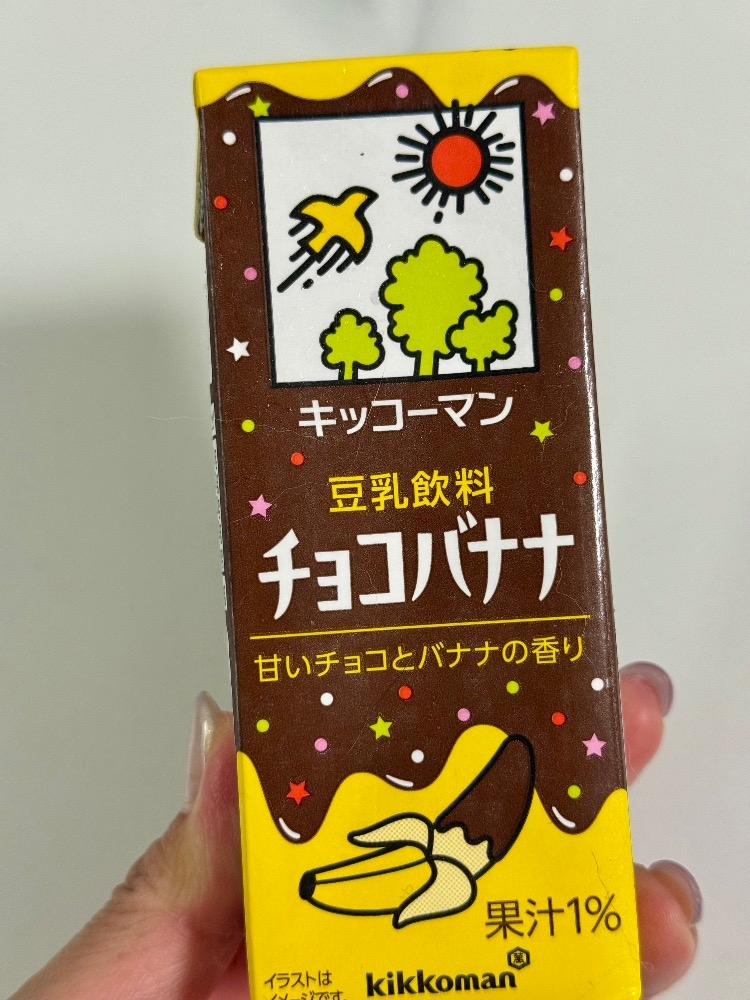 キッコーマン
豆乳飲料
チョコバナナ
甘いチョコとバナナの香り
果汁1%
イラストは
イメージです。
kikkoman